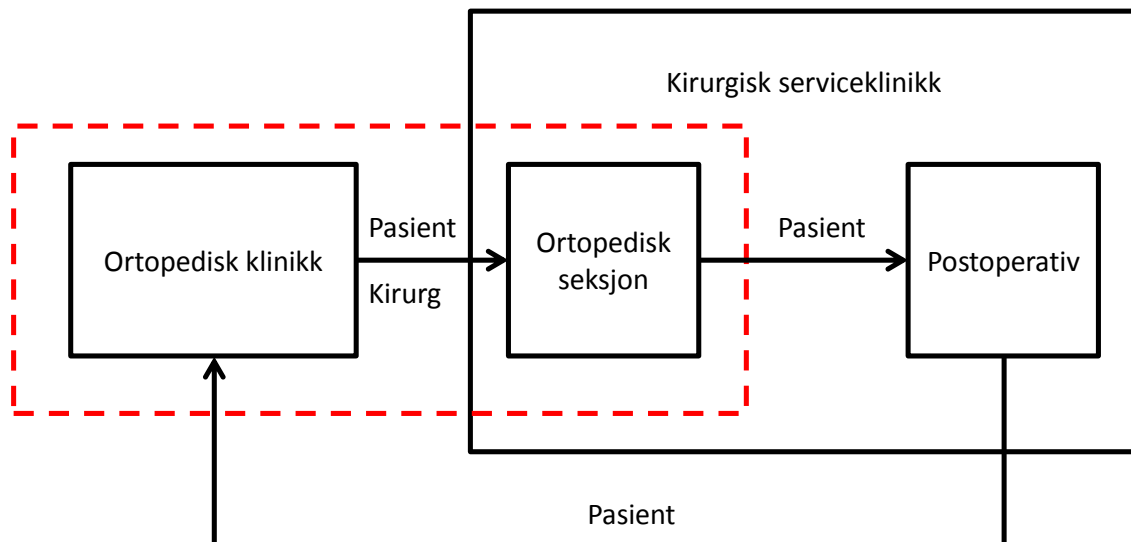 Kirurgisk serviceklinikk
Ortopedisk klinikk
Pasient
Kirurg
Ortopedisk
seksjon
Pasient
Postoperativ
Pasient